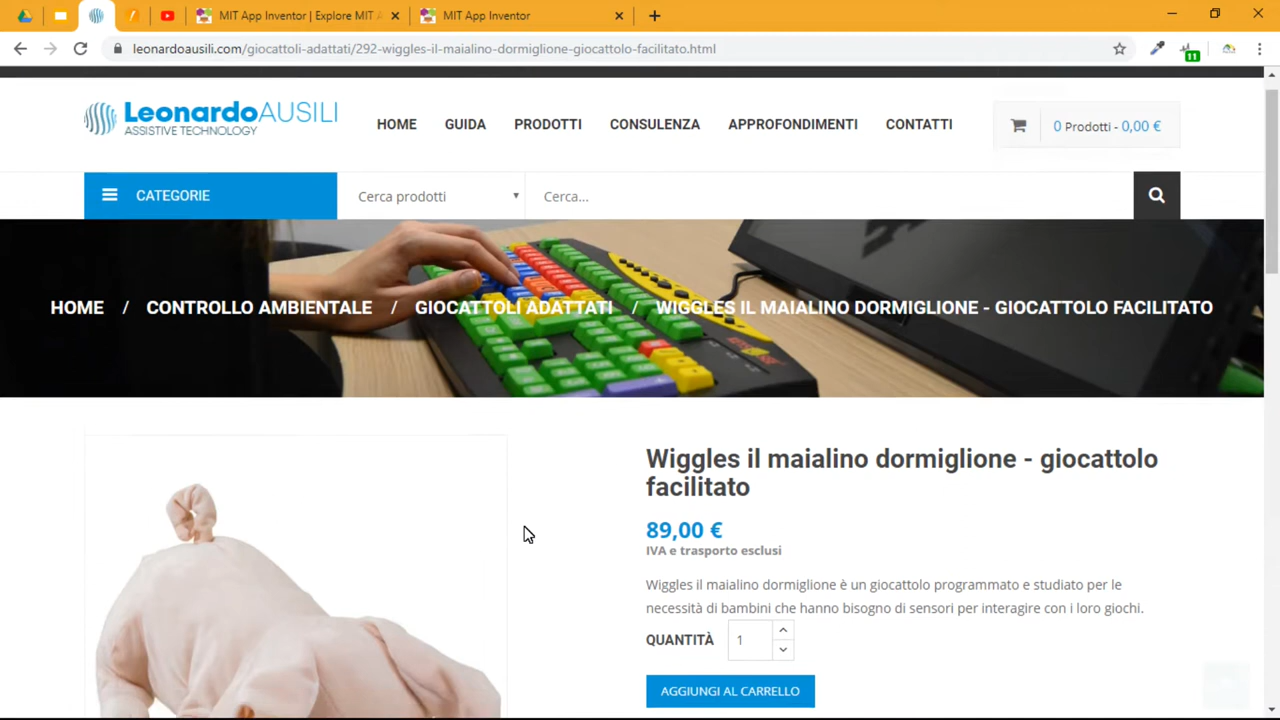 MIT App Inventor | Explore MIT A
MIT App Inventor
leonardoausili.com/giocattoli-adattati/292-wiggles-il-maialino-dormiglione-giocattolo-facilitato.html
11
LeonardoAUSILI
ASSISTIVE TECHNOLOGY
HOME GUIDA PRODOTTI CONSULENZA APPROFONDIMENTI CONTATTI
0 Prodotti - 0,00 €
CATEGORIE
Cerca prodotti
Cerca...
HOME / CONTROLLO AMBIENTALE / GIOCATTOLI ADATTATI / WIGGLES IL MAIALINO DORMIGLIONE - GIOCATTOLO FACILITATO
Wiggles il maialino dormiglione - giocattolo
facilitato
89,00 €
IVA e trasporto esclusi
Wiggles il maialino dormiglione è un giocattolo programmato e studiato per le
necessità di bambini che hanno bisogno di sensori per interagire con i loro giochi.
QUANTITÀ 1
AGGIUNGI AL CARRELLO